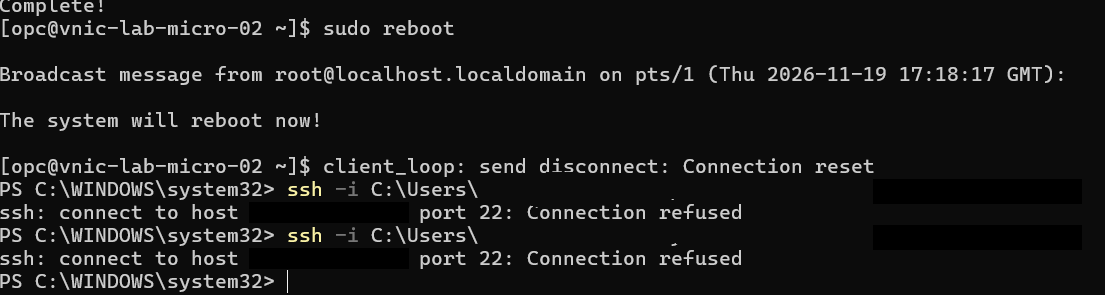 Complete!
[opc@vnic-lab-micro-02 ~]$ sudo reboot
Broadcast message from root@localhost.localdomain on pts/1 (Thu 2026-11-19 17:18:17 GMT):
The system will reboot now!
[opc@vnic-lab-micro-02 ~]$ client_loop: send disconnect: Connection reset
PS C:\WINDOWS\system32> ssh -i C:\Users\
ssh: connect to host port 22: Connection refused
PS C:\WINDOWS\system32> ssh -i C:\Users\
ssh: connect to host port 22: Connection refused
PS C:\WINDOWS\system32>